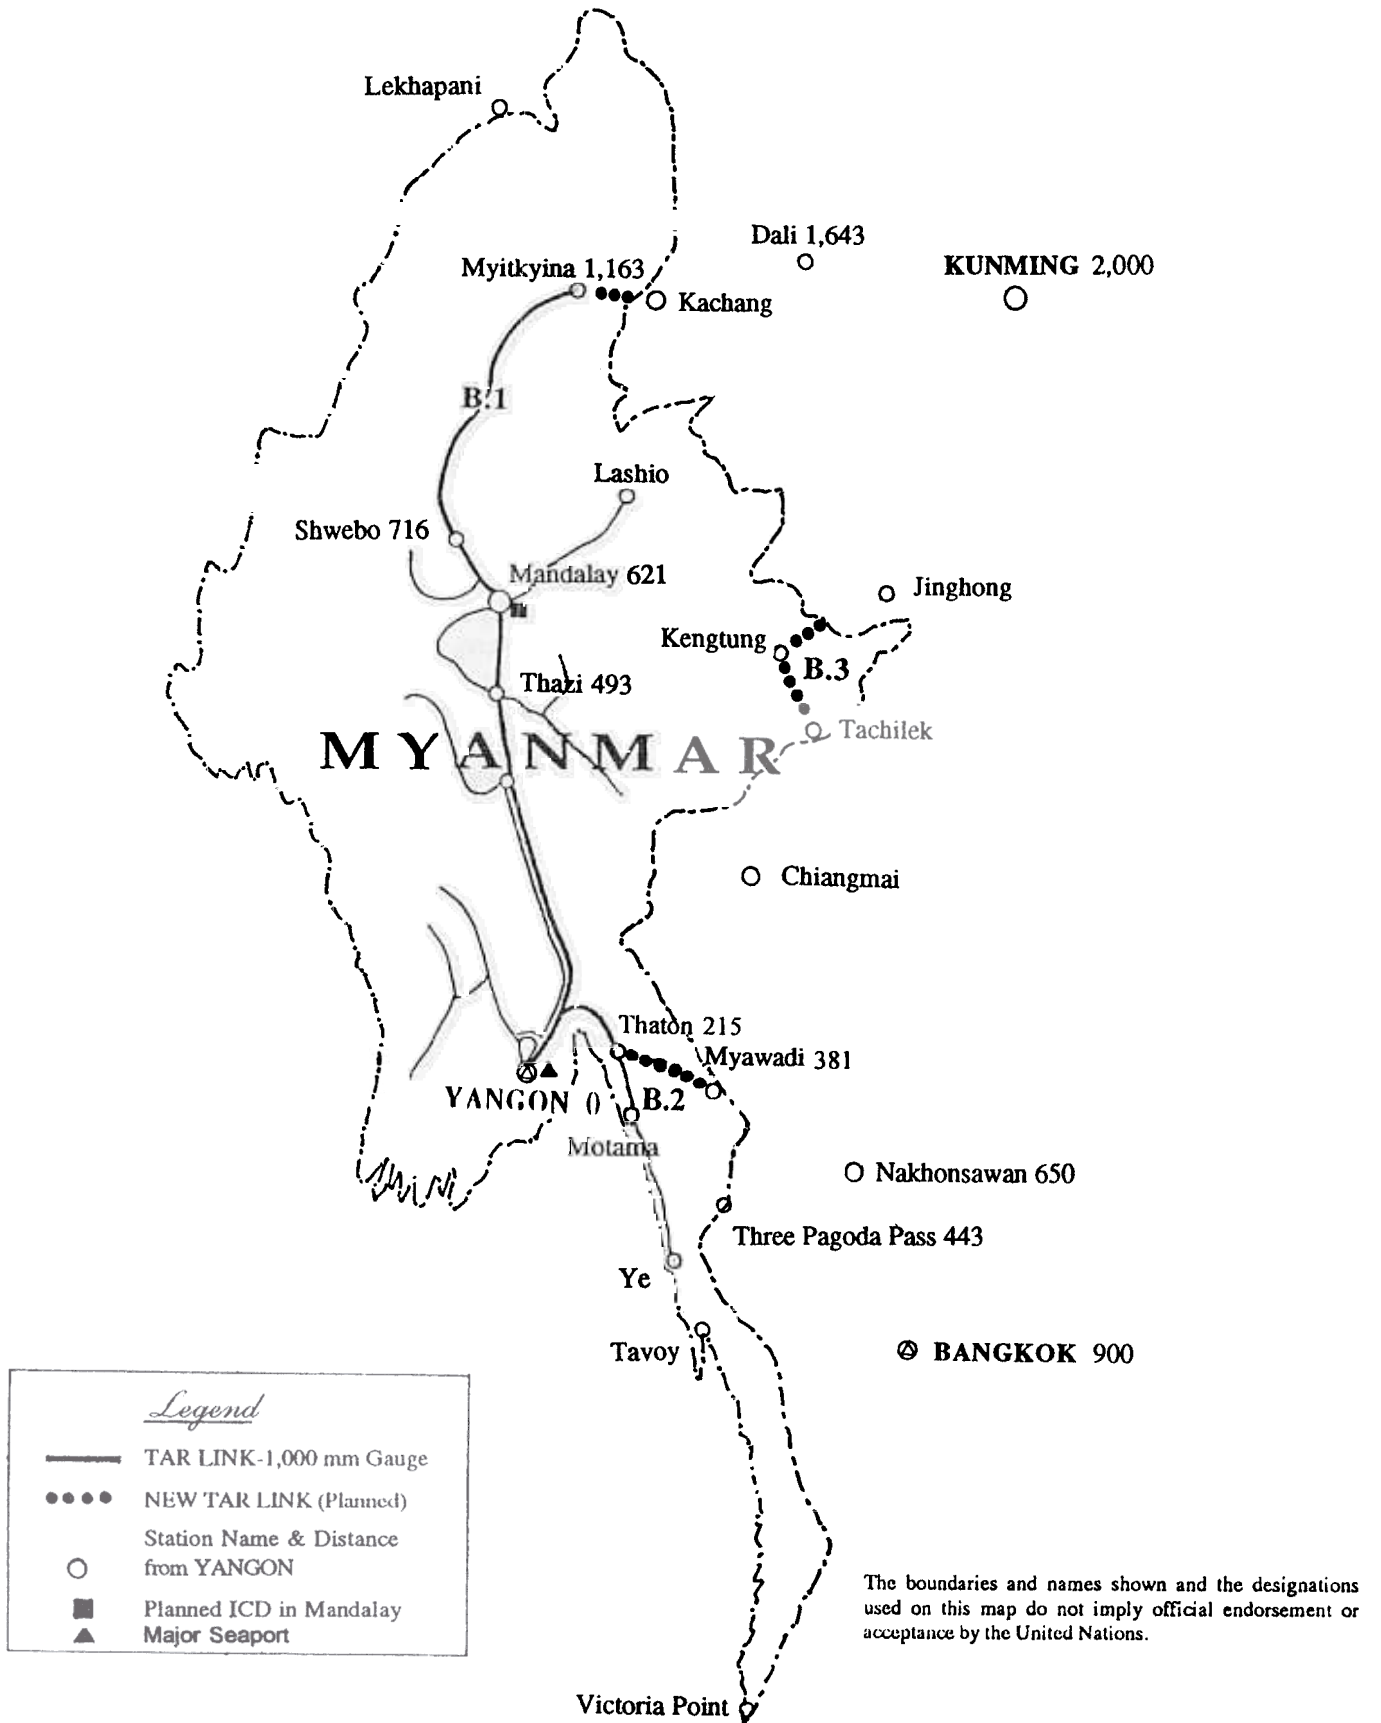 Lekhapani
Dali 1,643
KUNMING 2,000
Myitkyina 1,163
Kachang
B.1
Lashio
Shwebo 716
Mandalay 621
Jinghong
Kengtung
B.3
Thazi 493
Tachilek
MYANMAR
Chiangmai
Thaton 215
Myawadi 381
YANGON 0
B.2
Motama
Nakhonsawan 650
Three Pagoda Pass 443
Ye
Tavoy
BANGKOK 900
Legend
TAR LINK-1,000 mm Gauge
NEW TAR LINK (Planned)
Station Name & Distance
from YANGON
Planned ICD in Mandalay
Major Seaport
The boundaries and names shown and the designations
used on this map do not imply official endorsement or
acceptance by the United Nations.
Victoria Point